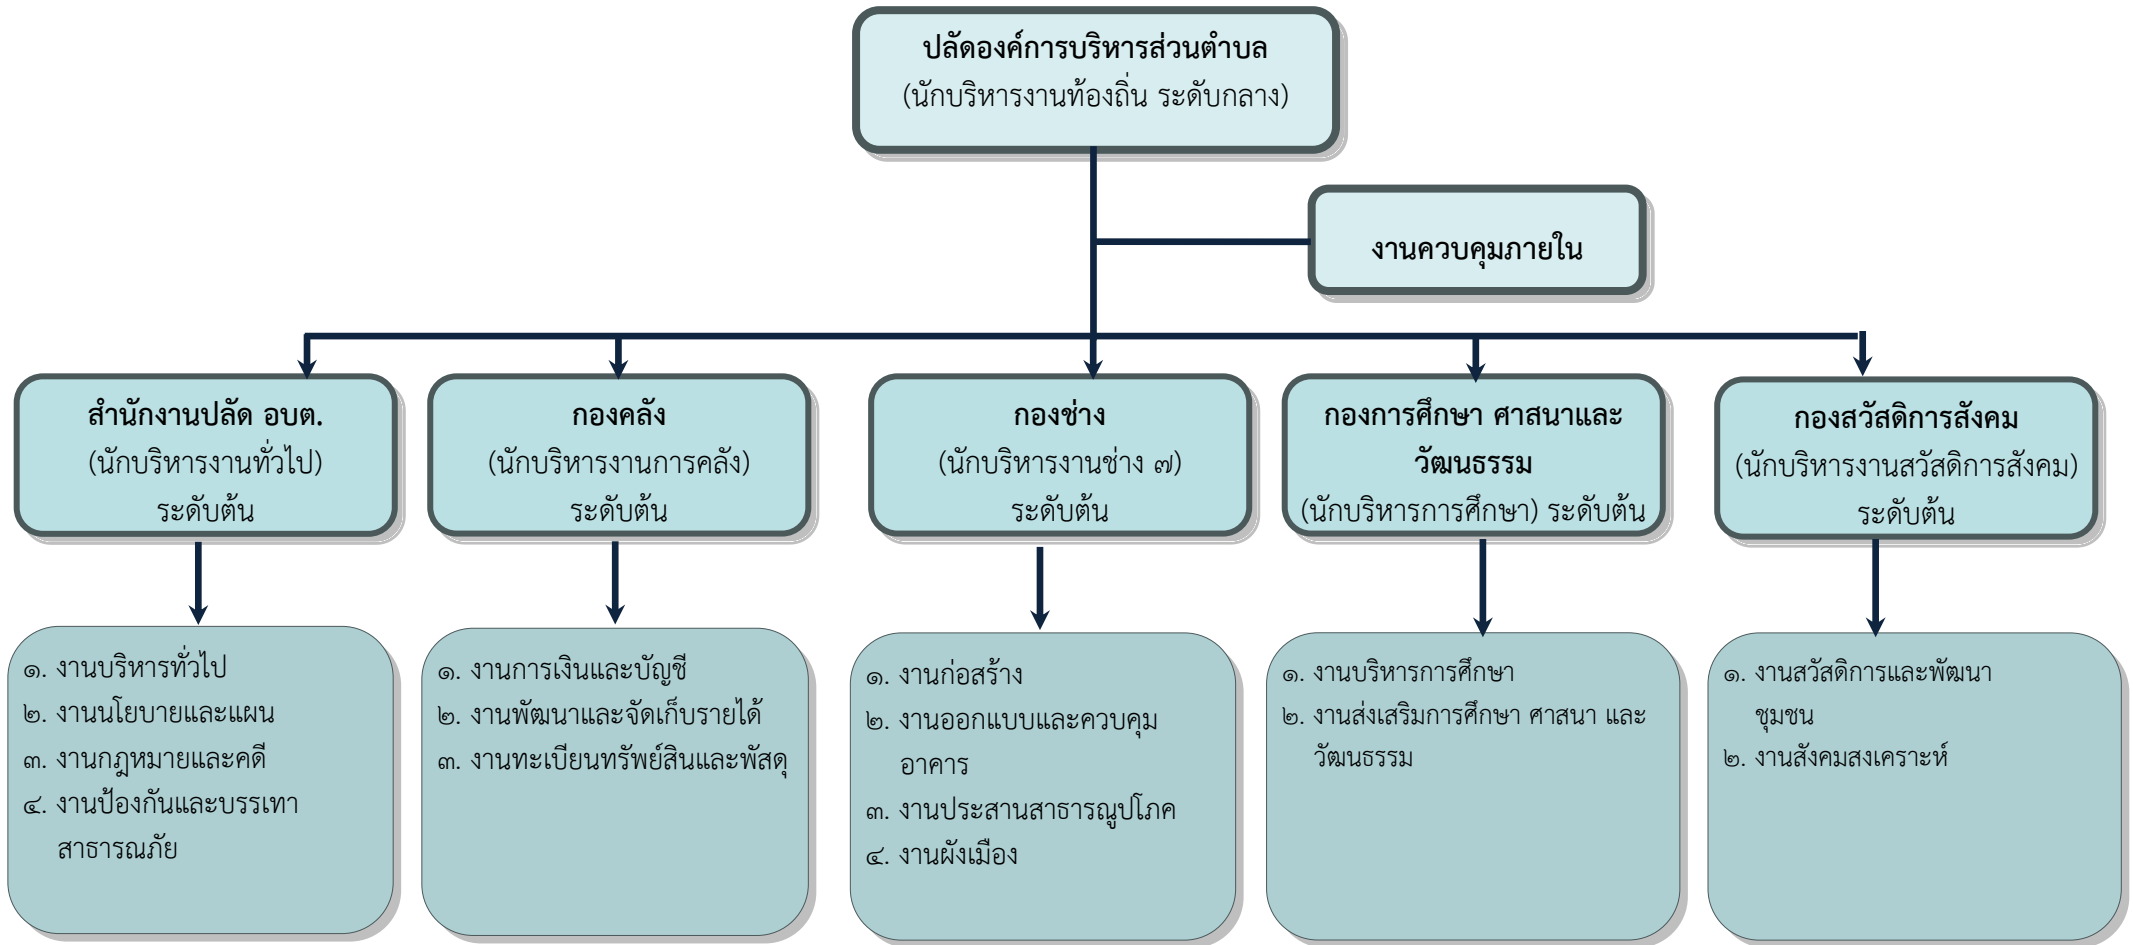 ปลัดองค์การบริหารส่วนตำบล
(นักบริหารงานท้องถิ่น ระดับกลาง)
งานควบคุมภายใน
สำนักงานปลัด อบต.
(นักบริหารงานทั่วไป)
ระดับต้น
กองคลัง
(นักบริหารงานการคลัง)
ระดับต้น
กองช่าง
(นักบริหารงานช่าง ๗)
ระดับต้น
กองการศึกษา ศาสนาและ
วัฒนธรรม
(นักบริหารการศึกษา) ระดับต้น
กองสวัสดิการสังคม
(นักบริหารงานสวัสดิการสังคม)
ระดับต้น
๑. งานบริหารทั่วไป
๒. งานนโยบายและแผน
๓. งานกฎหมายและคดี
๔. งานป้องกันและบรรเทา
สาธารณภัย
๑. งานการเงินและบัญชี
๒. งานพัฒนาและจัดเก็บรายได้
๓. งานทะเบียนทรัพย์สินและพัสดุ
๑. งานก่อสร้าง
๒. งานออกแบบและควบคุม
อาคาร
๓. งานประสานสาธารณูปโภค
๔. งานผังเมือง
๑. งานบริหารการศึกษา
๒. งานส่งเสริมการศึกษา ศาสนา และ
วัฒนธรรม
๑. งานสวัสดิการและพัฒนา
ชุมชน
๒. งานสังคมสงเคราะห์